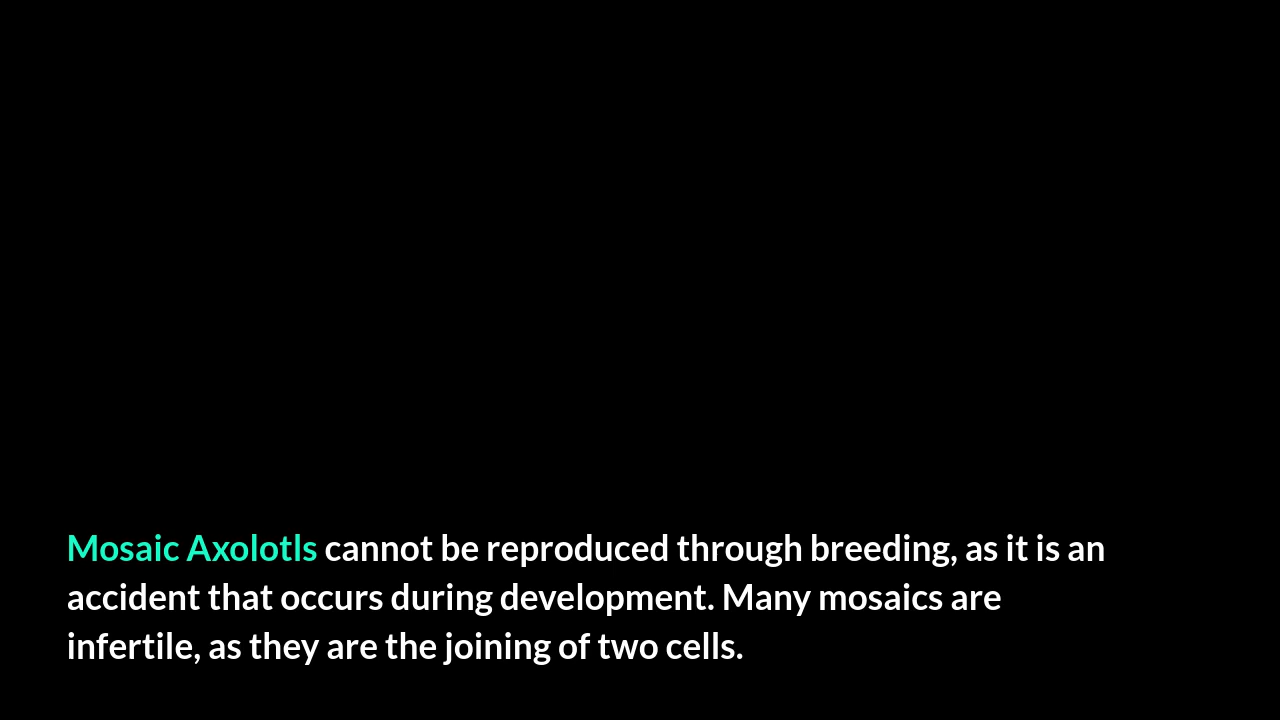 Mosaic Axolotls cannot be reproduced through breeding, as it is an
accident that occurs during development. Many mosaics are
infertile, as they are the joining of two cells.